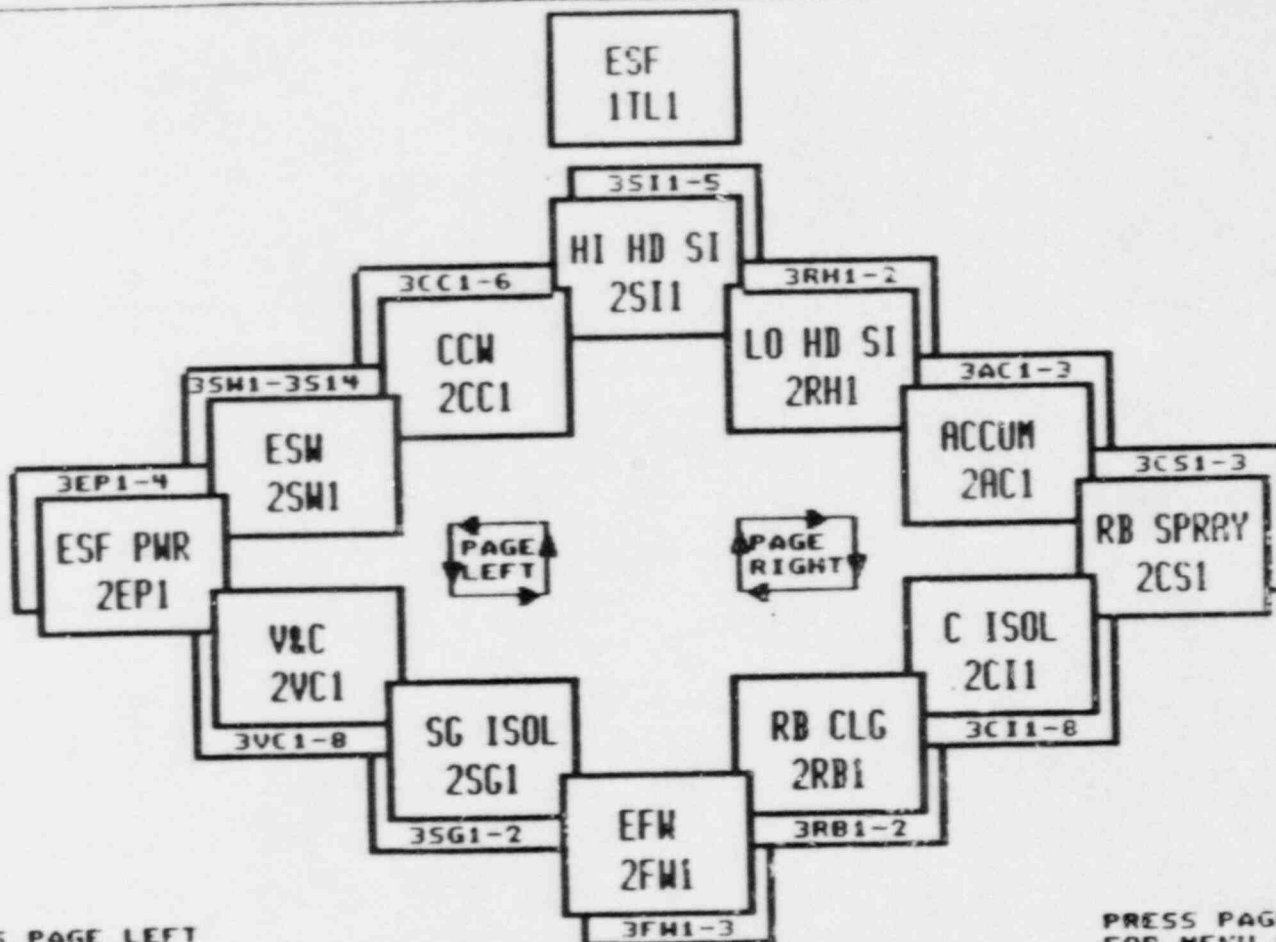 ESF
1TL1
3SI1-5
HI HD SI
2SI1
3CC1-6
CCW
2CC1
3RH1-2
LO HD SI
2RH1
3SW1-3S14
ESW
2SW1
3AC1-3
ACCUM
2AC1
3EP1-4
ESF PWR
2EP1
3CS1-3
RB SPRAY
2CS1
PAGE
LEFT
PAGE
RIGHT
V&C
2VC1
3VC1-8
C ISOL
2CI1
3CI1-8
SG ISOL
2SG1
3SG1-2
RB CLG
2RB1
3RB1-2
EFW
2FW1
3FW1-3
PAGE LEFT
PRESS PAG
FOR MENU